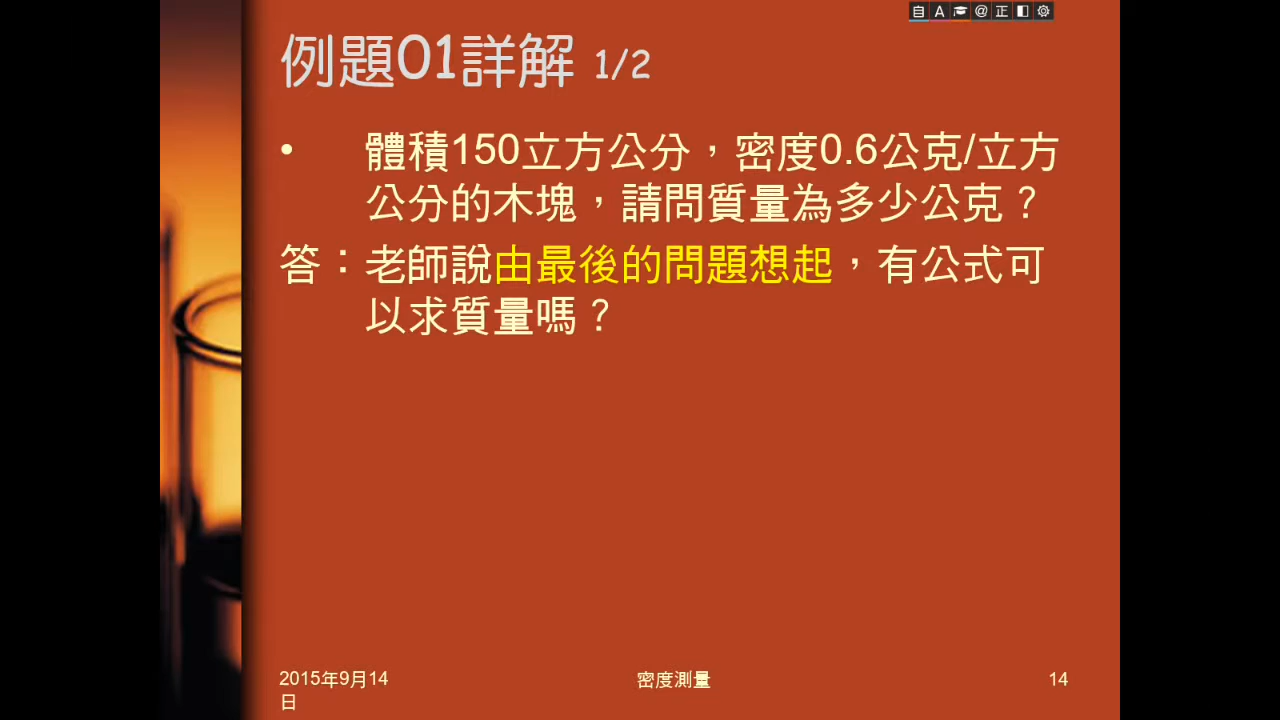 自 A @ 正
例題01詳解 1/2
• 體積150立方公分，密度0.6公克/立方
公分的木塊，請問質量為多少公克？
答：老師說由最後的問題想起，有公式可
以求質量嗎？
2015年9月14
日
密度測量
14